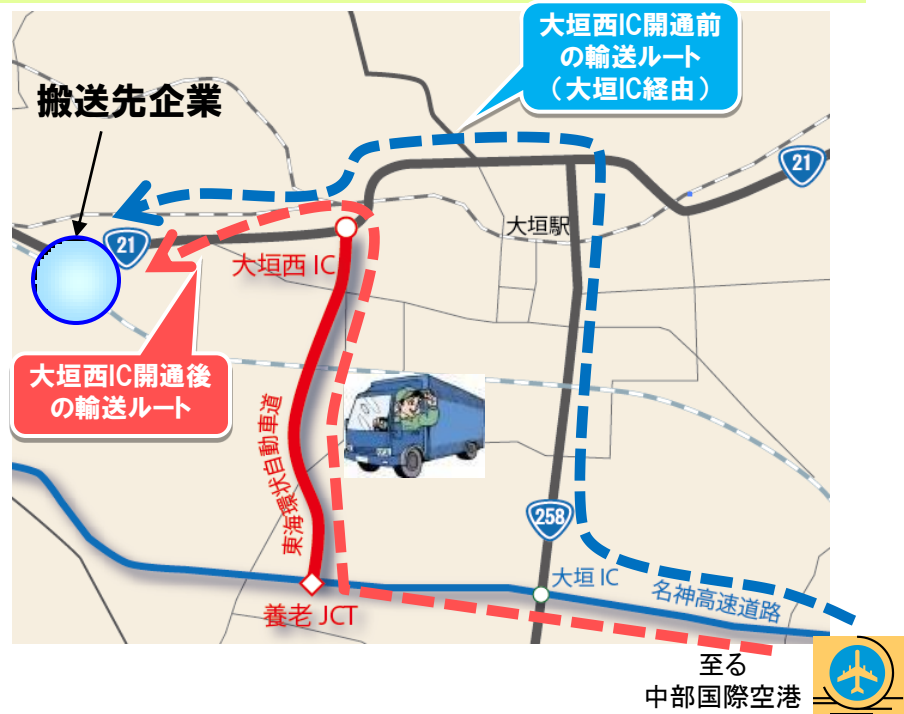 大垣西IC開通前
の輸送ルート
（大垣IC経由）
搬送先企業
21
大垣駅
21
大垣西 IC
大垣西IC開通後
の輸送ルート
東海環状自動車道
258
大垣 IC
名神高速道路
養老 JCT
至る
中部国際空港